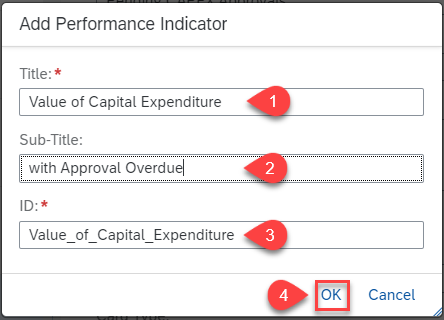 Add Performance Indicator
Title:*
Value of Capital Expenditure
1
Sub-Title:
with Approval Overdue
2
ID:*
Value_of_Capital_Expenditure
3
4
OK
Cancel